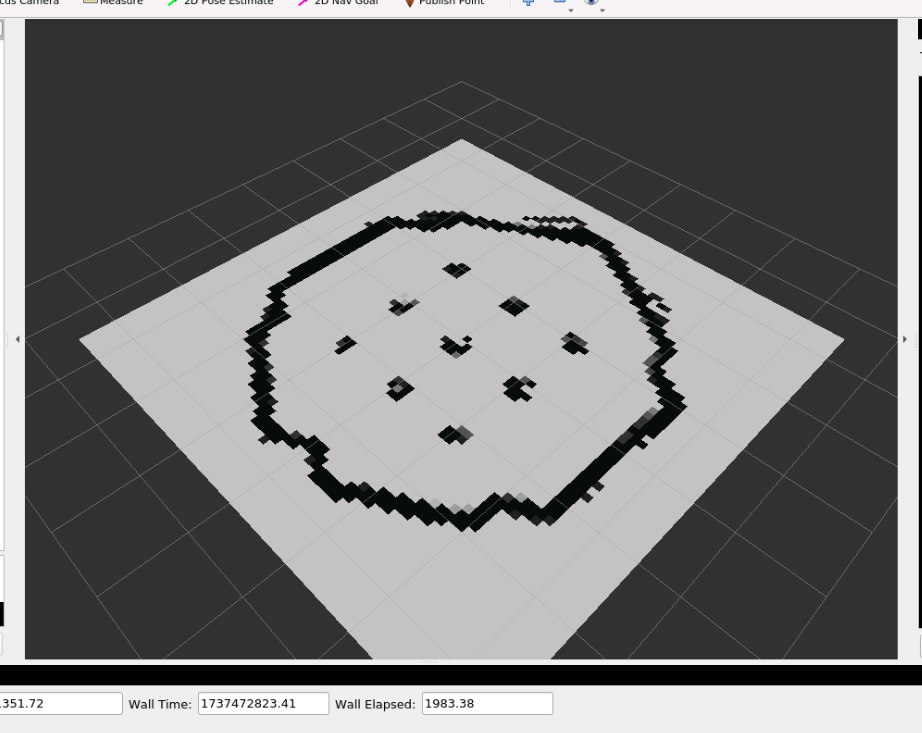 cus Camera Measure 2D Pose Estimate 2D Nav Goal Publish Point
351.72 Wall Time: 1737472823.41 Wall Elapsed: 1983.38